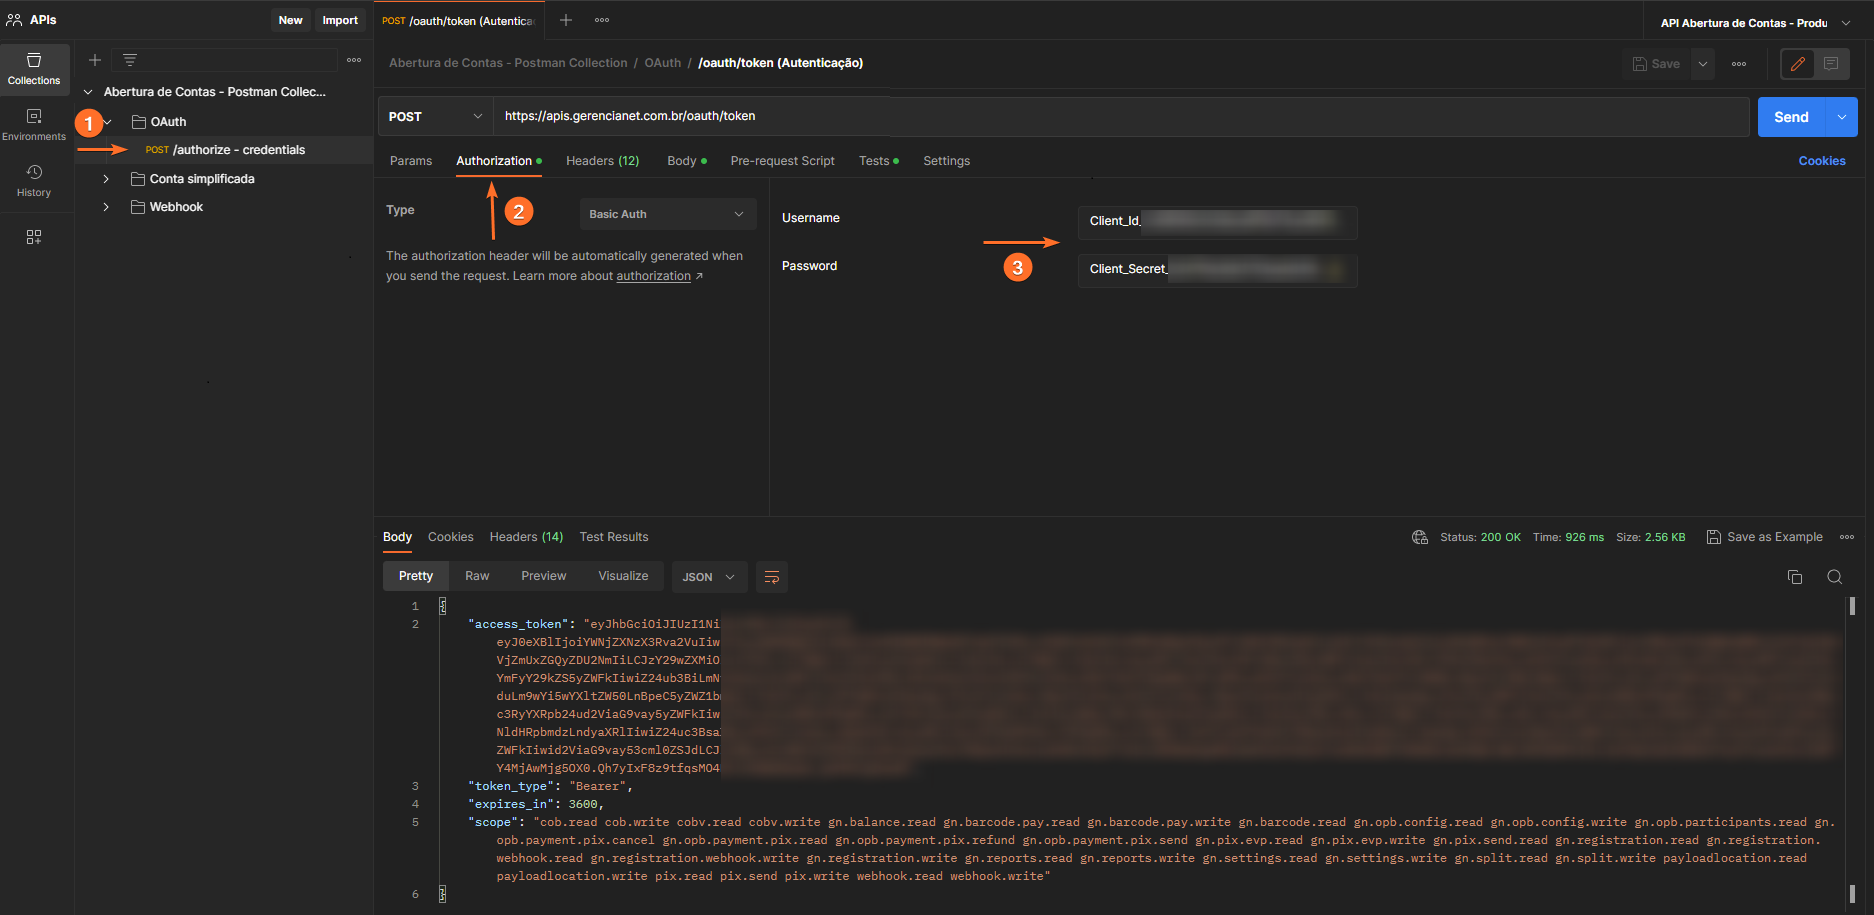 APIs
New
Import
POST /oauth/token (Autentica
API Abertura de Contas - Produ
Collections
Environments
History
Abertura de Contas - Postman Collec...
1
OAuth
POST /authorize - credentials
Conta simplificada
Webhook
Abertura de Contas - Postman Collection / OAuth / /oauth/token (Autenticação)
Save
POST
https://apis.gerencianet.com.br/oauth/token
Send
Params
Authorization
Headers (12)
Body
Pre-request Script
Tests
Settings
Cookies
Type
Basic Auth
2
The authorization header will be automatically generated when
you send the request. Learn more about authorization ↗
Username
Client_Id_
3
Password
Client_Secret_
Body
Cookies
Headers (14)
Test Results
Status: 200 OK
Time: 926 ms
Size: 2.56 KB
Save as Example
Pretty
Raw
Preview
Visualize
JSON
1 {
2 "access_token": "eyJhbGciOiJIUzI1Ni
eyJ0eXBlIjoiYWNjZXNzX3Rva2VuIiw
VjZmUxZGQyZDU2NmIiLCJzY29wZXMiO
YmFyY29kZS5yZWFkIiwiZ24ub3BiLmN
duLm9wYi5wYXltZW50LnBpeC5yZWZ1b
c3RyYXRpb24ud2ViaG9vay5yZWFkIiw
NldHRpbmdzLndyaXRlIiwiZ24uc3Bsa
ZWFkIiwid2ViaG9vay53cml0ZSJdLCJ
Y4MjAwMjg5OX0.Qh7yIxF8z9tfqsMO4
3 "token_type": "Bearer",
4 "expires_in": 3600,
5 "scope": "cob.read cob.write cobv.read cobv.write gn.balance.read gn.barcode.pay.read gn.barcode.pay.write gn.barcode.read gn.opb.config.read gn.opb.config.write gn.opb.participants.read gn.
opb.payment.pix.cancel gn.opb.payment.pix.read gn.opb.payment.pix.refund gn.opb.payment.pix.send gn.pix.evp.read gn.pix.evp.write gn.pix.send.read gn.registration.read gn.registration.
webhook.read gn.registration.webhook.write gn.registration.write gn.reports.read gn.reports.write gn.settings.read gn.settings.write gn.split.read gn.split.write payloadlocation.read
payloadlocation.write pix.read pix.send pix.write webhook.read webhook.write"
6 }